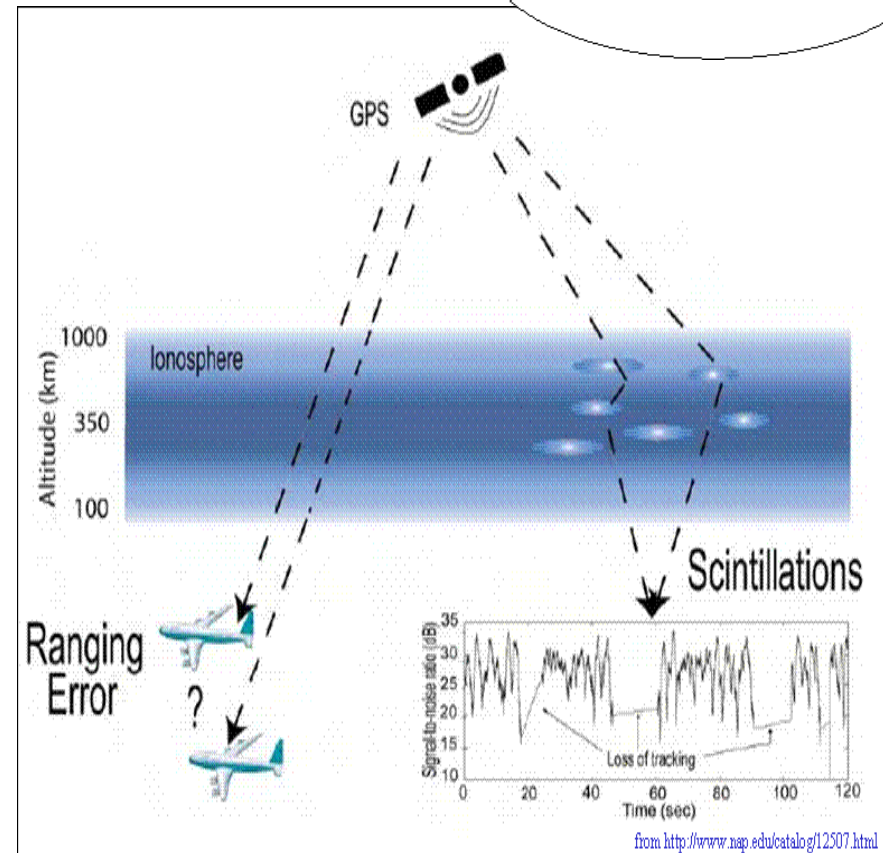 GPS
1000
Ionosphere
350
100
Altitude (km)
Scintillations
Ranging
Error
?
35
30
25
20
15
10
Signal-to-noise ratio (dB)
Loss of tracking
0 20 40 60 80 100 120
Time (sec)
from http://www.nap.edu/catalog/12507.html